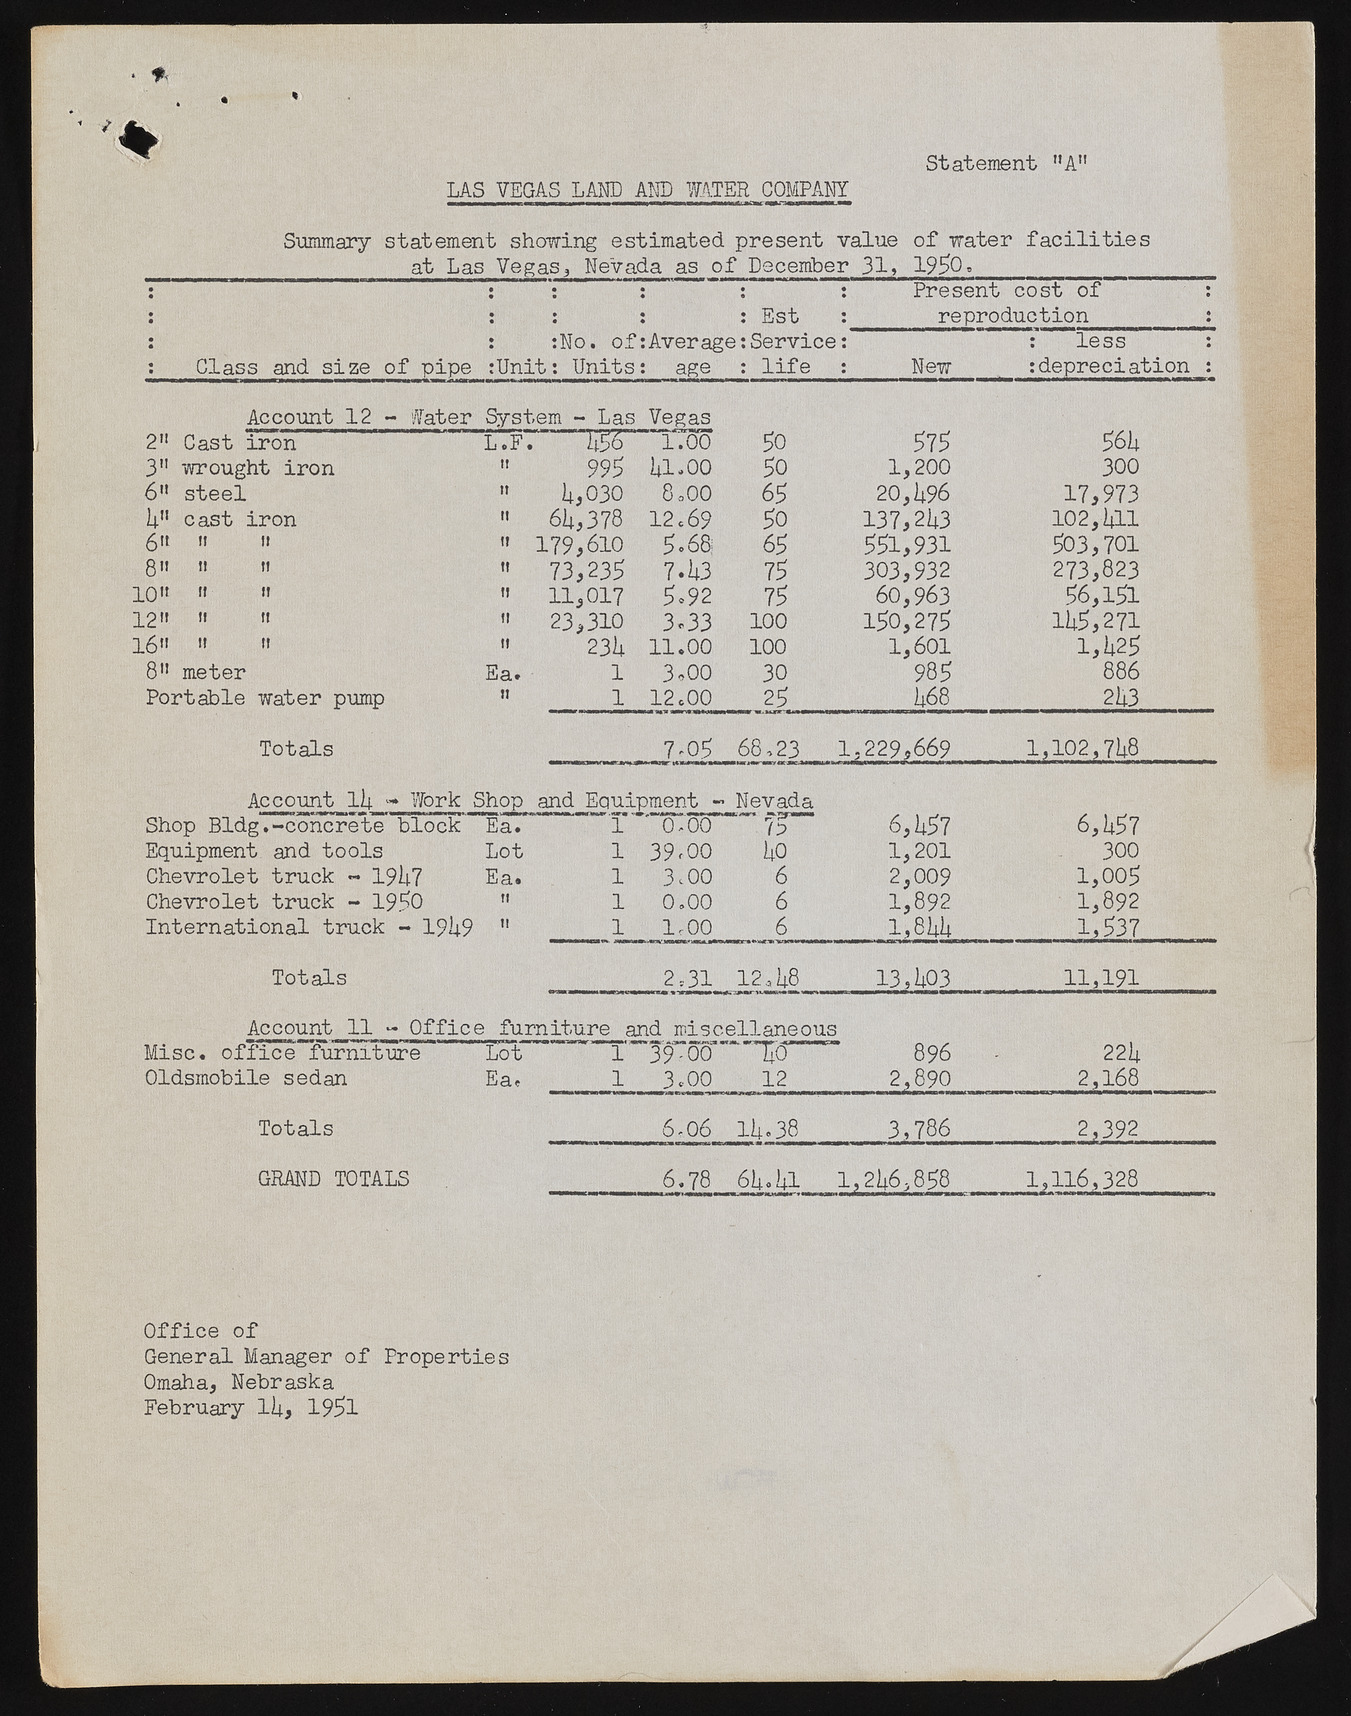 Statement "A"
LAS VEGAS LAND AND WATER COMPANY
Summary statement showing estimated present value of water facilities
at Las Vegas, Nevada as of December 31, 1950.
: : : : : : Present cost of :
: : : : : Est : reproduction :
: : :No. of:Average:Service: : less :
: Class and size of pipe :Unit: Units: age : life : New :depreciation :
Account 12 - Water System - Las Vegas
2" Cast iron L.F. 456 1.00 50 575 564
3" wrought iron " 995 41.00 50 1,200 300
6" steel " 4,030 8.00 65 20,496 17,973
4" cast iron " 64,378 12.69 50 137,243 102,411
6" " " " 179,610 5.68 65 551,931 503,701
8" " " " 73,235 7.43 75 303,932 273,823
10" " " " 11,017 5.92 75 60,963 56,151
12" " " " 23,310 3.33 100 150,275 145,271
16" " " " 234 11.00 100 1,601 1,425
8" meter Ea. 1 3.00 30 985 886
Portable water pump " 1 12.00 25 468 243
Totals 7.05 68.23 1,229,669 1,102,748
Account 14 - Work Shop and Equipment - Nevada
Shop Bldg.-concrete block Ea. 1 0.00 75 6,457 6,457
Equipment and tools Lot 1 39.00 40 1,201 300
Chevrolet truck - 1947 Ea. 1 3.00 6 2,009 1,005
Chevrolet truck - 1950 " 1 0.00 6 1,892 1,892
International truck - 1949 " 1 1.00 6 1,844 1,537
Totals 2.31 12.48 13,403 11,191
Account 11 - Office furniture and miscellaneous
Misc. office furniture Lot 1 39.00 40 896 224
Oldsmobile sedan Ea. 1 3.00 12 2,890 2,168
Totals 6.06 14.38 3,786 2,392
GRAND TOTALS 6.78 64.41 1,246,858 1,116,328
Office of
General Manager of Properties
Omaha, Nebraska
February 14, 1951